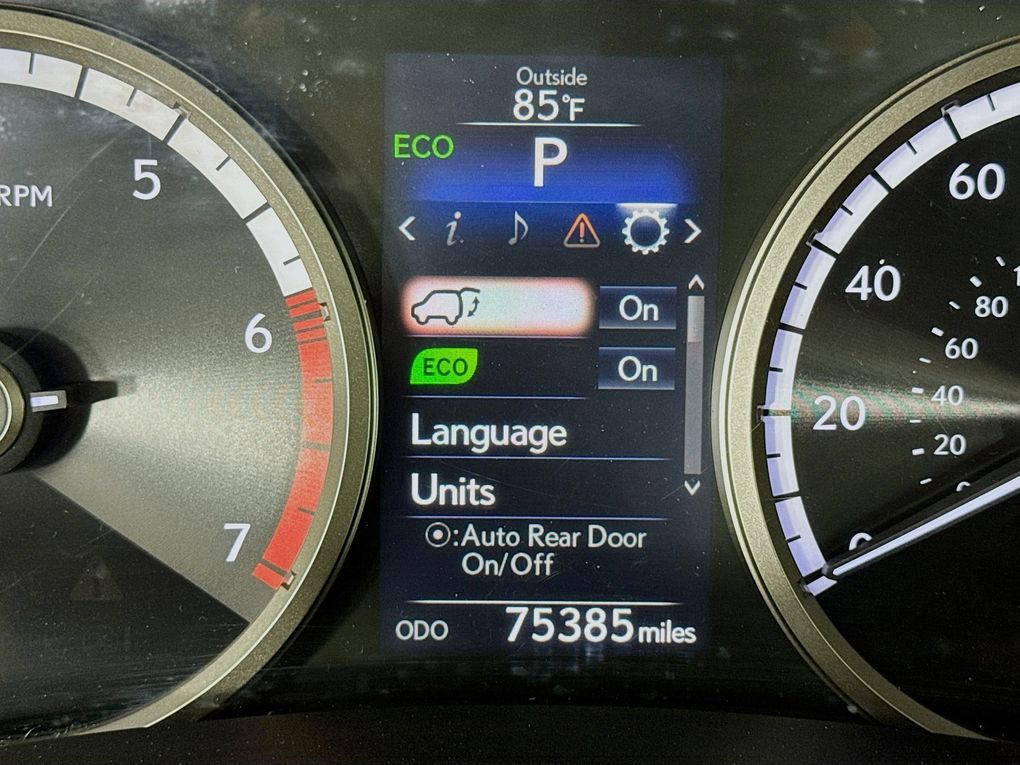 Outside
85°F
ECO
P
i
On
ECO
On
Language
Units
:Auto Rear Door
On/Off
ODO 75385 miles
RPM
5
6
7
60
40
20
0
80
60
40
20